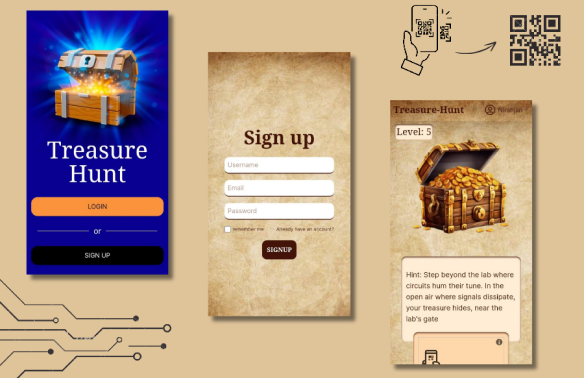 Treasure
Hunt
LOGIN
or
SIGN UP
Sign up
Username
Email
Password
remember me
Already have an account?
SIGNUP
Treasure-Hunt
Level: 5
Hint: Step beyond the lab where
circuits hum their tune. In the
open air where signals dissipate,
your treasure hides, near the
lab's gate